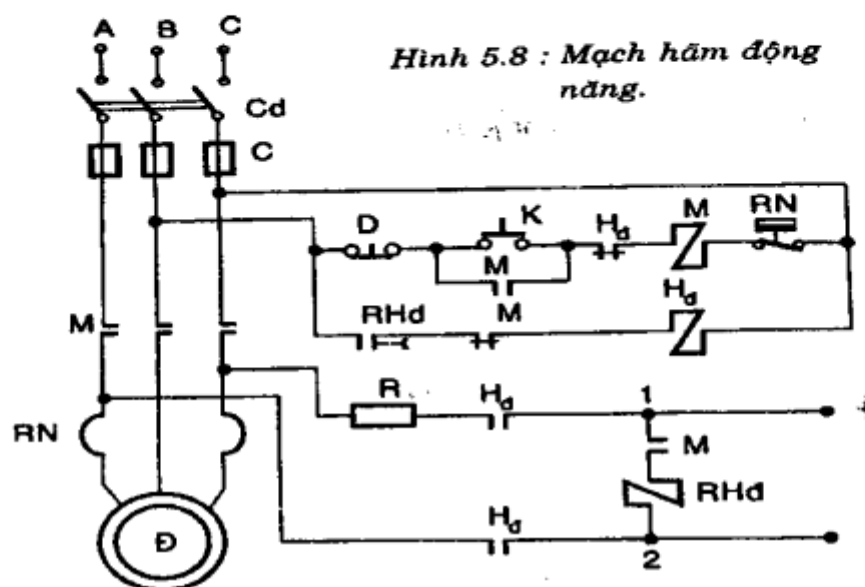 A B C
Hình 5.8 : Mạch hãm động
năng.
Cd
C
D K Hđ M RN
M
M
RHđ M Hđ
R Hđ 1
RN
M
RHđ
Đ
Hđ
2